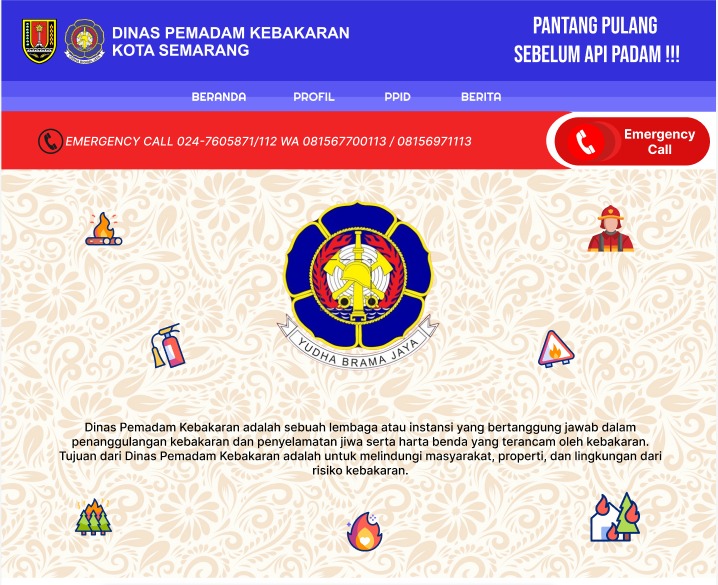 DINAS PEMADAM KEBAKARAN
KOTA SEMARANG
PANTANG PULANG
SEBELUM API PADAM !!!
BERANDA PROFIL PPID BERITA
EMERGENCY CALL 024-7605871/112 WA 081567700113 / 08156971113
Emergency
Call
YUDHA BRAMA JAYA
Dinas Pemadam Kebakaran adalah sebuah lembaga atau instansi yang bertanggung jawab dalam
penanggulangan kebakaran dan penyelamatan jiwa serta harta benda yang terancam oleh kebakaran.
Tujuan dari Dinas Pemadam Kebakaran adalah untuk melindungi masyarakat, properti, dan lingkungan dari
risiko kebakaran.